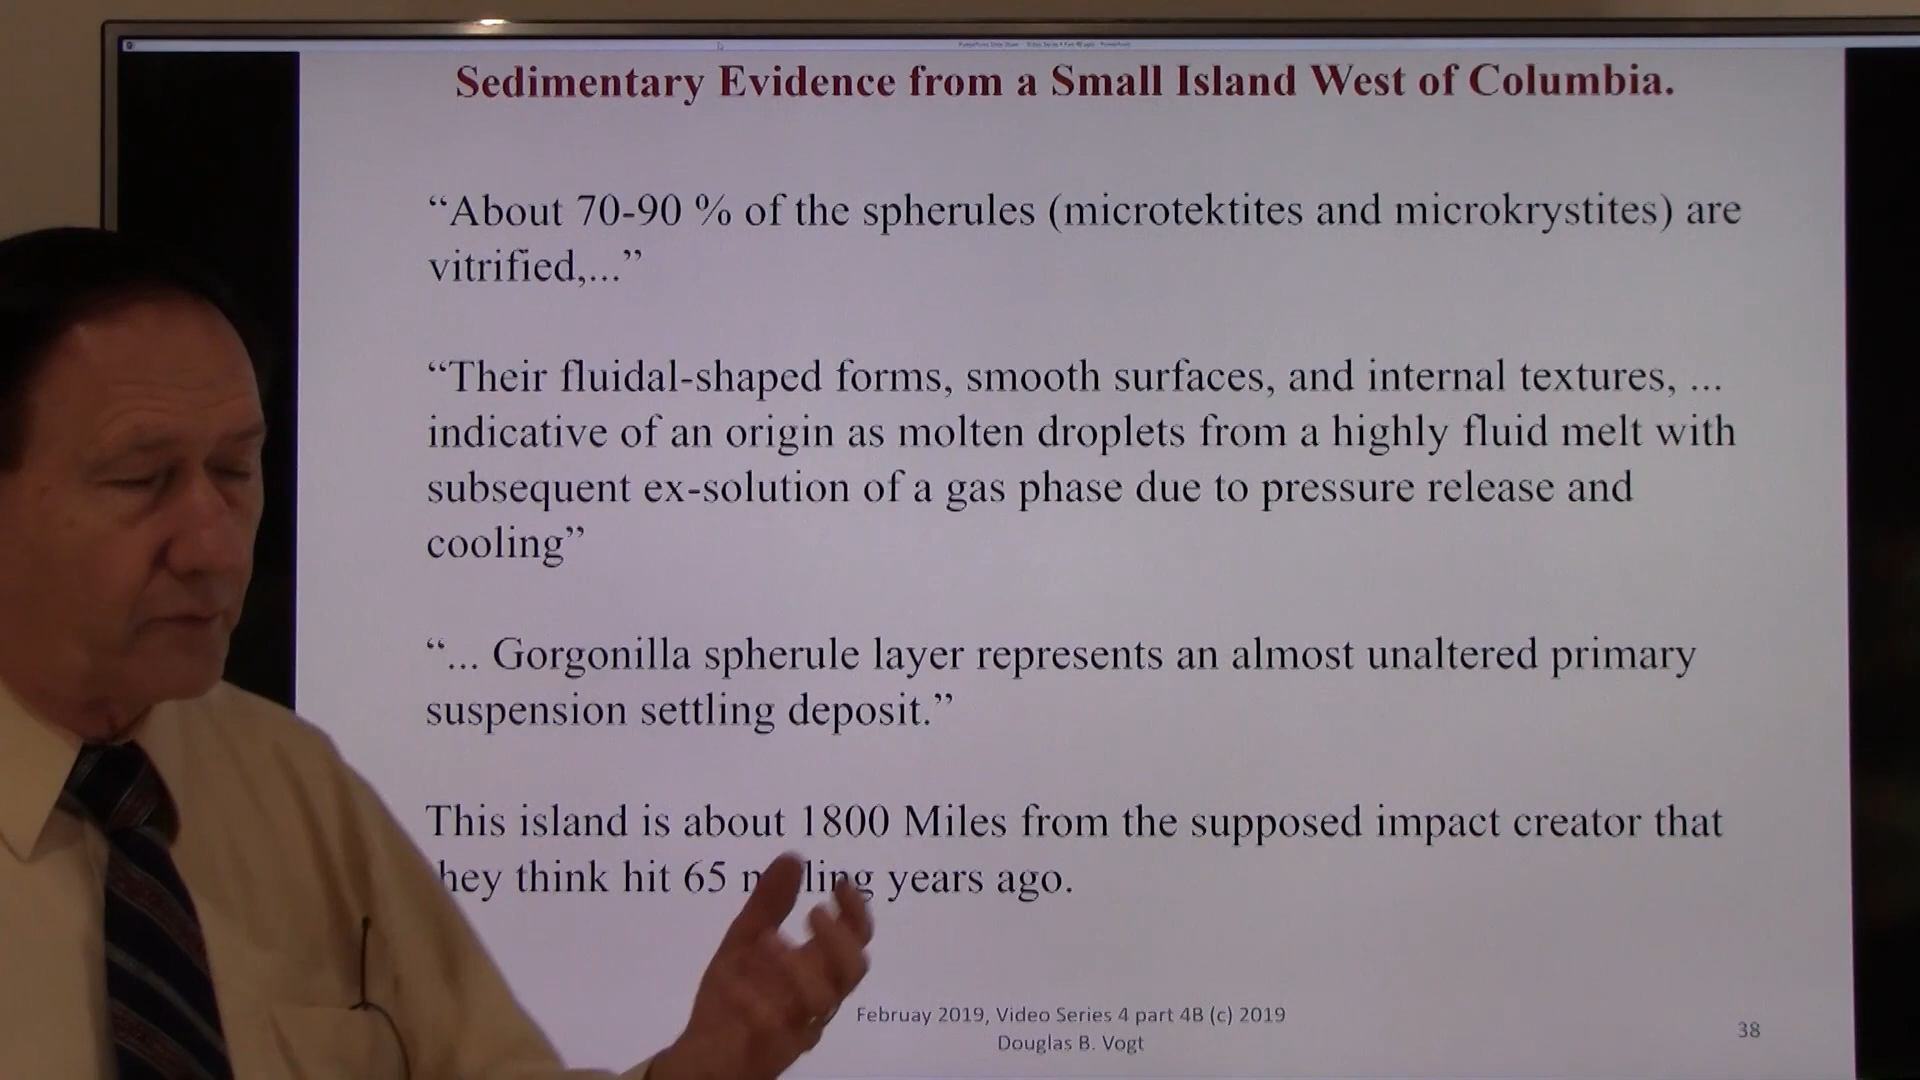 Sedimentary Evidence from a Small Island West of Columbia.
“About 70-90 % of the spherules (microtektites and microkrystites) are
vitrified,...”
“Their fluidal-shaped forms, smooth surfaces, and internal textures, ...
indicative of an origin as molten droplets from a highly fluid melt with
subsequent ex-solution of a gas phase due to pressure release and
cooling”
“... Gorgonilla spherule layer represents an almost unaltered primary
suspension settling deposit.”
This island is about 1800 Miles from the supposed impact creator that
hey think hit 65 years ago.
Februay 2019, Video Series 4 part 4B (c) 2019
Douglas B. Vogt
38